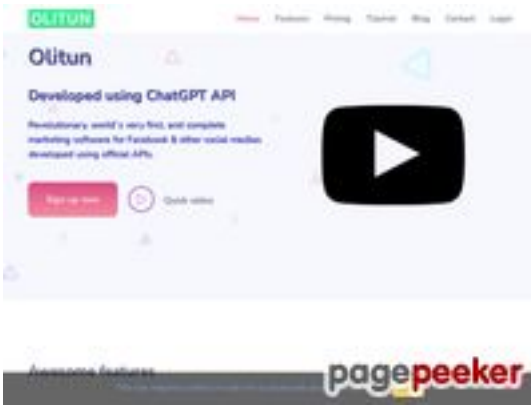 OLITUN
Home Features Pricing Tutorial Blog Contact Login
Olitun
Developed using ChatGPT API
Revolutionary, world's very first, and complete
marketing software for Facebook & other social medias
developed using official APIs.
Sign up now Quick video
Awesome features
pagepeeker